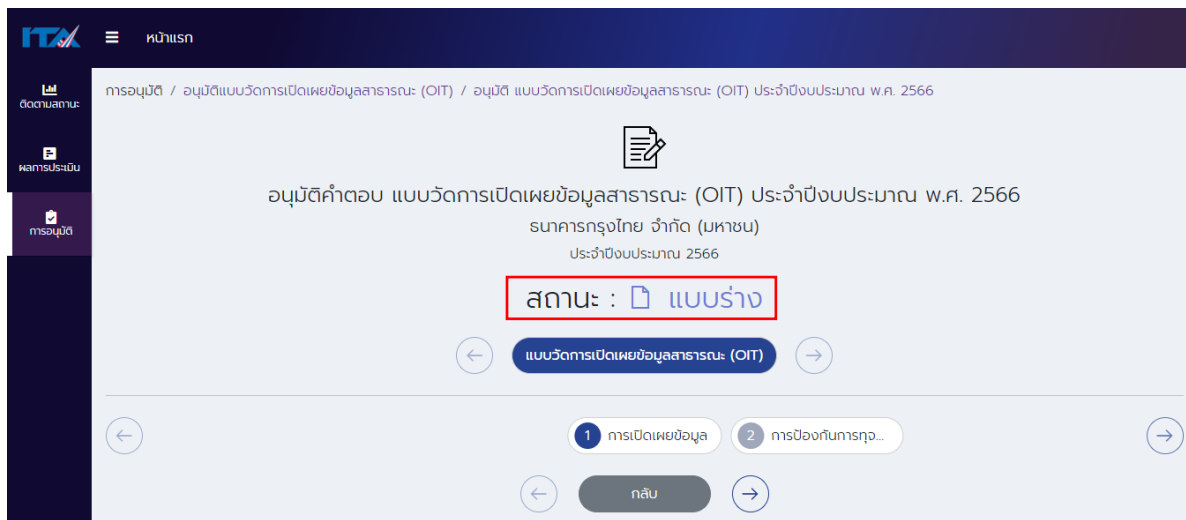 ITA
หน้าแรก
ติดตามสถานะ
ผลการประเมิน
การอนุมัติ
การอนุมัติ / อนุมัติแบบวัดการเปิดเผยข้อมูลสาธารณะ (OIT) / อนุมัติ แบบวัดการเปิดเผยข้อมูลสาธารณะ (OIT) ประจำปีงบประมาณ พ.ศ. 2566
อนุมัติคำตอบ แบบวัดการเปิดเผยข้อมูลสาธารณะ (OIT) ประจำปีงบประมาณ พ.ศ. 2566
ธนาคารกรุงไทย จำกัด (มหาชน)
ประจำปีงบประมาณ 2566
สถานะ : แบบร่าง
แบบวัดการเปิดเผยข้อมูลสาธารณะ (OIT)
1 การเปิดเผยข้อมูล 2 การป้องกันการทุจ...
กลับ